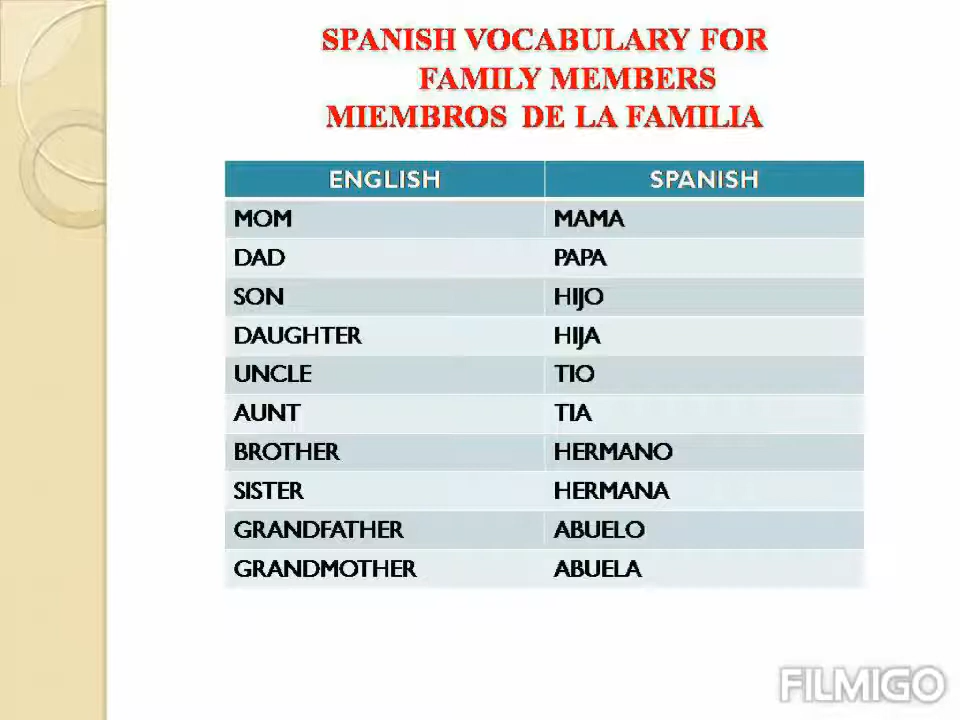 SPANISH VOCABULARY FOR
FAMILY MEMBERS
MIEMBROS DE LA FAMILIA
ENGLISH SPANISH
MOM MAMA
DAD PAPA
SON HIJO
DAUGHTER HIJA
UNCLE TIO
AUNT TIA
BROTHER HERMANO
SISTER HERMANA
GRANDFATHER ABUELO
GRANDMOTHER ABUELA
FILMIGO